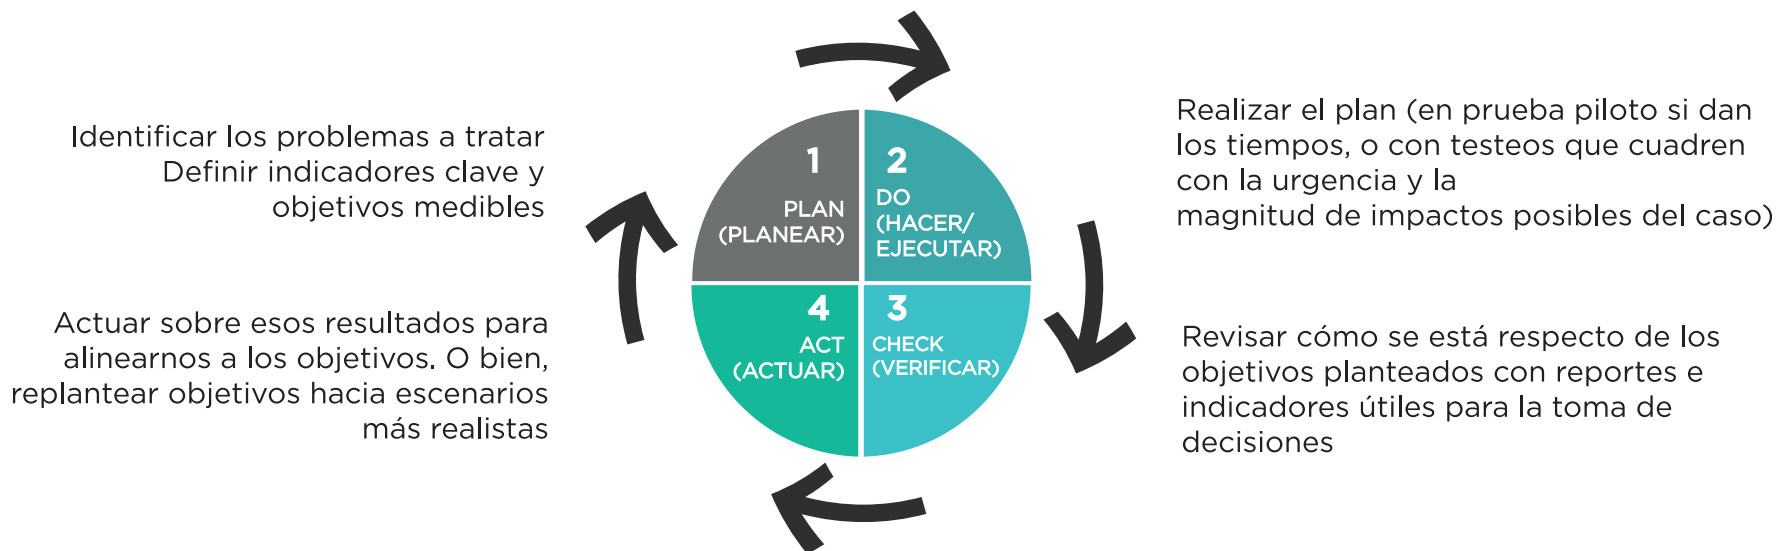 Identificar los problemas a tratar
Definir indicadores clave y
objetivos medibles
1
PLAN
(PLANEAR)
2
DO
(HACER/
EJECUTAR)
Realizar el plan (en prueba piloto si dan
los tiempos, o con testeos que cuadren
con la urgencia y la
magnitud de impactos posibles del caso)
Actuar sobre esos resultados para
alinearnos a los objetivos. O bien,
replantear objetivos hacia escenarios
más realistas
4
ACT
(ACTUAR)
3
CHECK
(VERIFICAR)
Revisar cómo se está respecto de los
objetivos planteados con reportes e
indicadores útiles para la toma de
decisiones